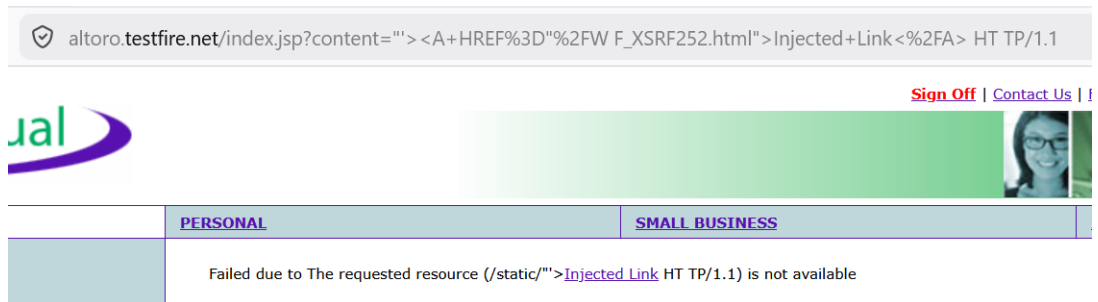 altoro.testfire.net/index.jsp?content="'><A+HREF%3D"%2FW F_XSRF252.html">Injected+Link<%2FA> HT TP/1.1
Sign Off | Contact Us |
ual
PERSONAL SMALL BUSINESS
Failed due to The requested resource (/static/"'>Injected Link HT TP/1.1) is not available